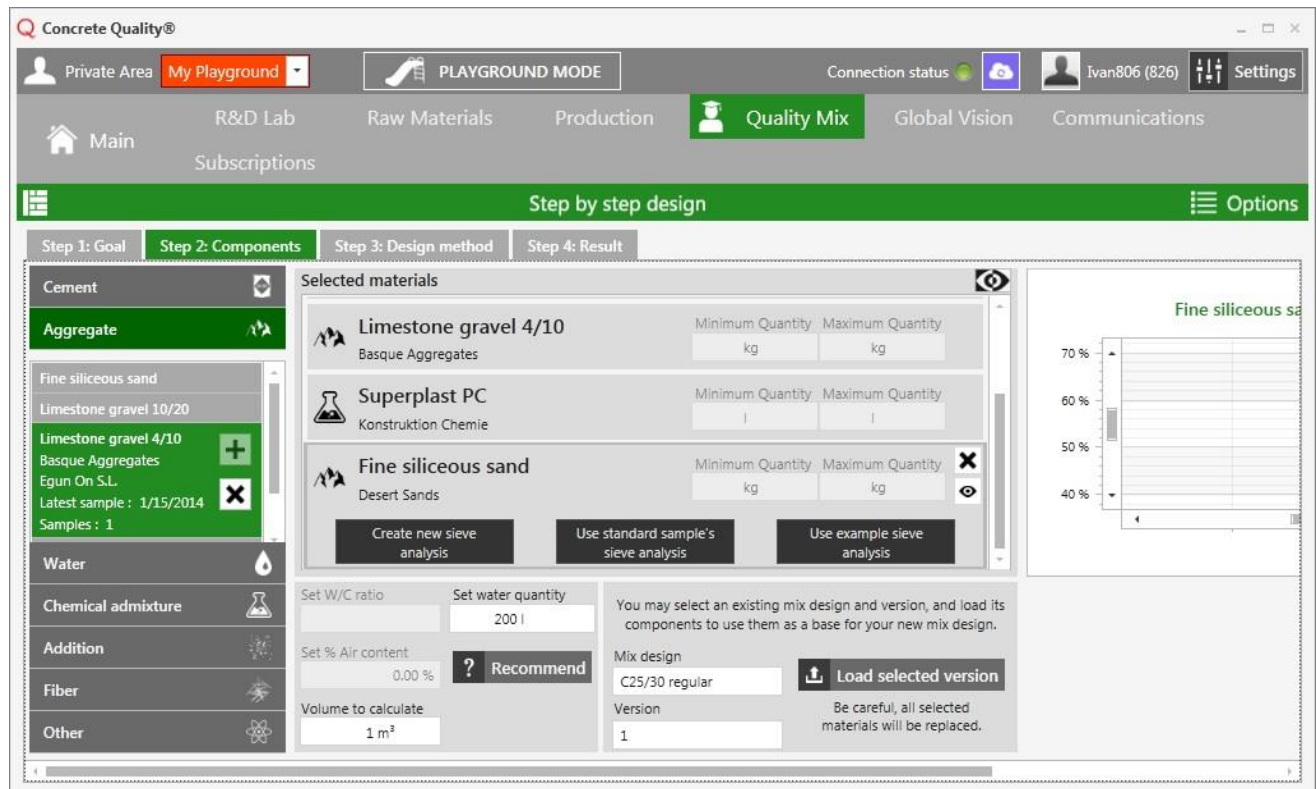 Concrete Quality®
Private Area My Playground PLAYGROUND MODE Connection status Ivan806 (826) Settings
Main R&D Lab Raw Materials Production Quality Mix Global Vision Communications
Subscriptions
Step by step design Options
Step 1: Goal Step 2: Components Step 3: Design method Step 4: Result
Cement
Aggregate
Fine siliceous sand
Limestone gravel 10/20
Limestone gravel 4/10
Basque Aggregates
Egun On S.L.
Latest sample : 1/15/2014
Samples : 1
Water
Chemical admixture
Addition
Fiber
Other
Selected materials
Limestone gravel 4/10
Basque Aggregates
Minimum Quantity Maximum Quantity
kg kg
Superplast PC
Konstruktion Chemie
Minimum Quantity Maximum Quantity
l l
Fine siliceous sand
Desert Sands
Minimum Quantity Maximum Quantity
kg kg
Create new sieve
analysis
Use standard sample's
sieve analysis
Use example sieve
analysis
Set W/C ratio
Set water quantity
200 l
Set % Air content
0.00 %
? Recommend
Volume to calculate
1 m³
You may select an existing mix design and version, and load its
components to use them as a base for your new mix design.
Mix design
C25/30 regular
Version
1
Load selected version
Be careful, all selected
materials will be replaced.
Fine siliceous sa
70 %
60 %
50 %
40 %